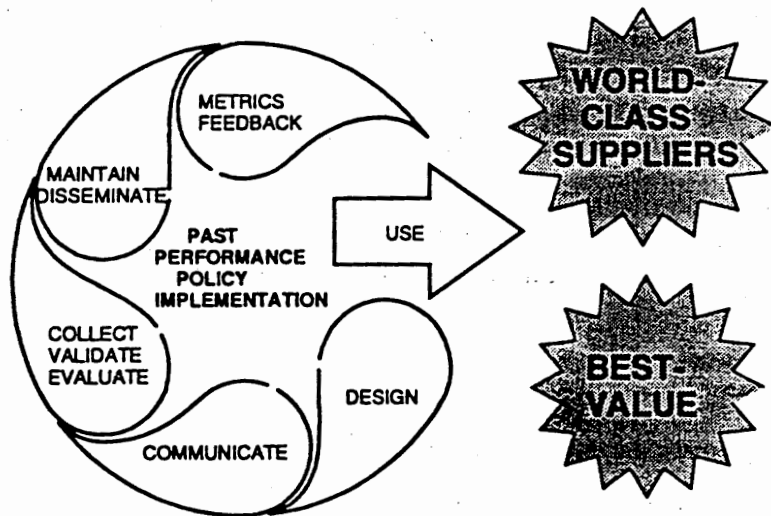 METRICS
FEEDBACK
MAINTAIN
DISSEMINATE
PAST
PERFORMANCE
POLICY
IMPLEMENTATION
USE
COLLECT
VALIDATE
EVALUATE
COMMUNICATE
DESIGN
WORLD-
CLASS
SUPPLIERS
BEST-
VALUE